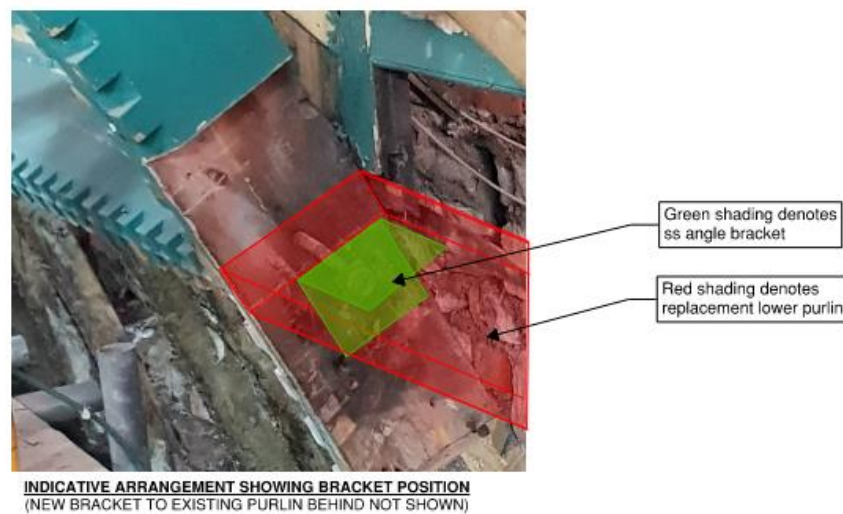 Green shading denotes
ss angle bracket
Red shading denotes
replacement lower purlin
INDICATIVE ARRANGEMENT SHOWING BRACKET POSITION
(NEW BRACKET TO EXISTING PURLIN BEHIND NOT SHOWN)